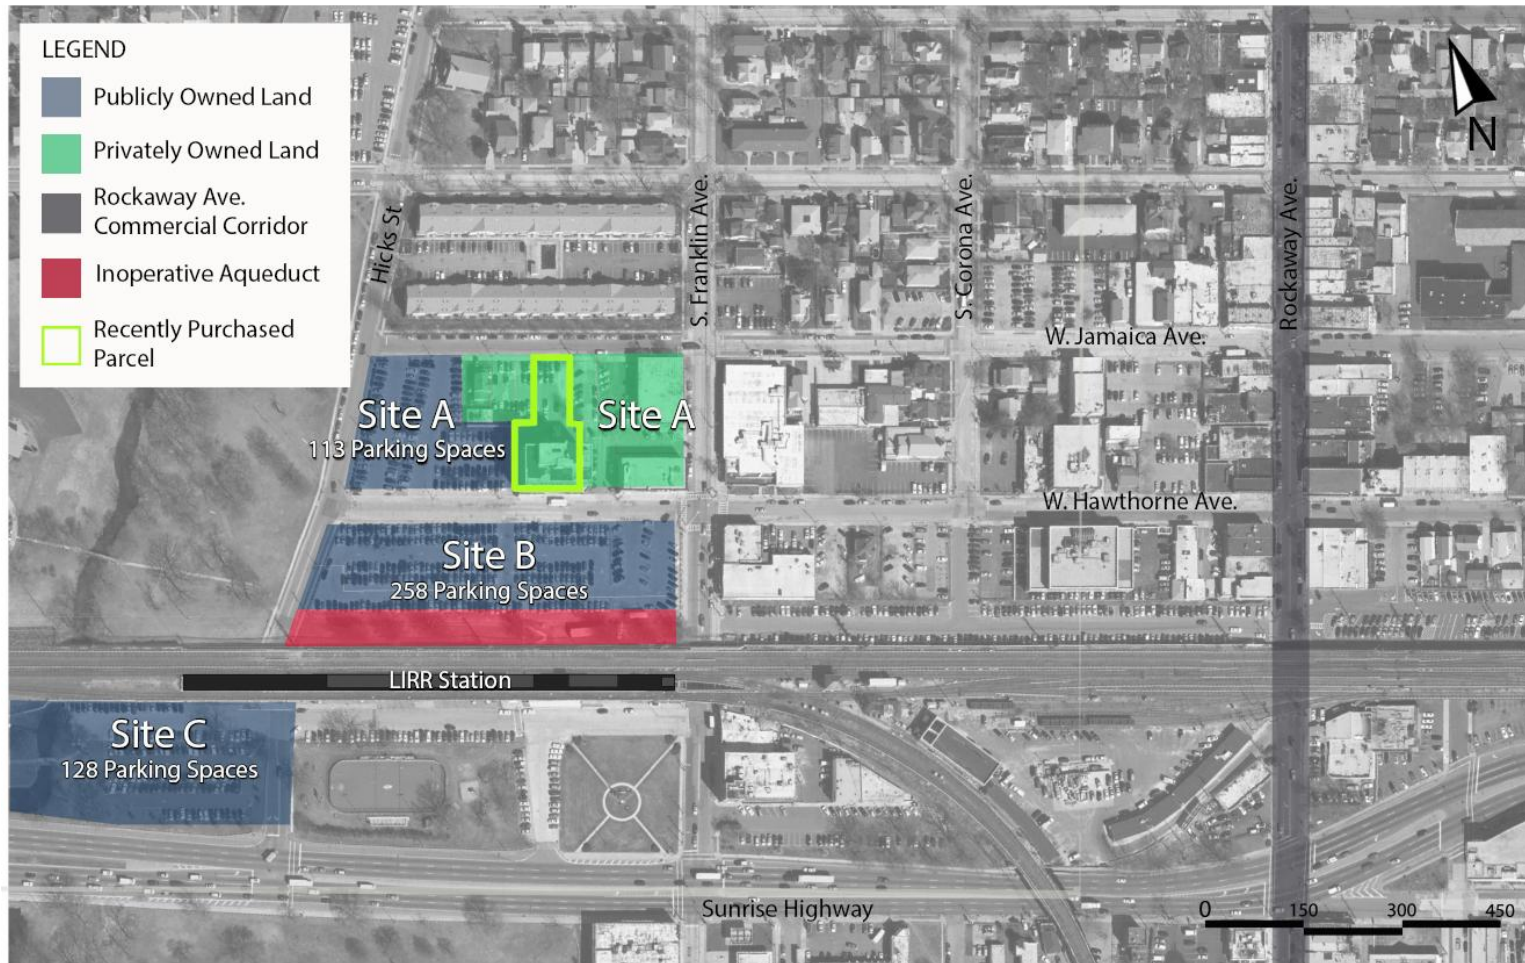 LEGEND
Publicly Owned Land
Privately Owned Land
Rockaway Ave.
Commercial Corridor
Inoperative Aqueduct
Recently Purchased
Parcel
N
Hicks St.
S. Franklin Ave.
S. Corona Ave.
Rockaway Ave.
W. Jamaica Ave.
Site A
113 Parking Spaces
Site A
W. Hawthorne Ave.
Site B
258 Parking Spaces
LIRR Station
Site C
128 Parking Spaces
Sunrise Highway
0 150 300 450